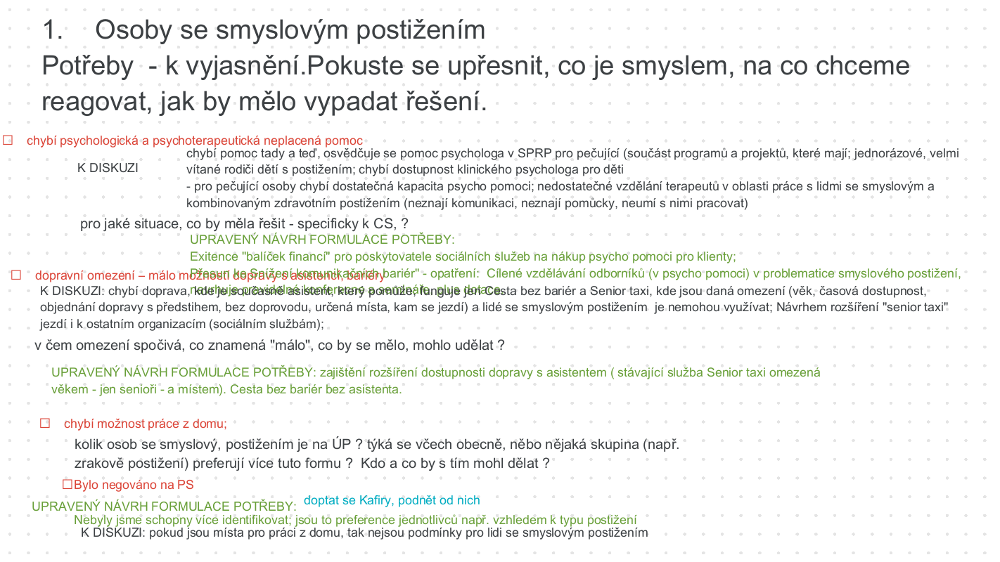 1. Osoby se smyslovým postižením
Potřeby - k vyjasnění.Pokuste se upřesnit, co je smyslem, na co chceme
reagovat, jak by mělo vypadat řešení.
☐ chybí psychologická a psychoterapeutická neplacená pomoc
K DISKUZI
chybí pomoc tady a teď, osvědčuje se pomoc psychologa v SPRP pro pečující (součást programů a projektů, které mají; jednorázové, velmi
vítané rodiči dětí s postižením; chybí dostupnost klinického psychologa pro děti
- pro pečující osoby chybí dostatečná kapacita psycho pomoci; nedostatečné vzdělání terapeutů v oblasti práce s lidmi se smyslovým a
kombinovaným zdravotním postižením (neznají komunikaci, neznají pomůcky, neumí s nimi pracovat)
pro jaké situace, co by měla řešit - specificky k CS, ?
UPRAVENÝ NÁVRH FORMULACE POTŘEBY:
Exitence "balíček financí" pro poskytovatele sociálních služeb na nákup psycho pomoci pro klienty;
Přesun ke Snížení komunikačních bariér" - opatření: Cílené vzdělávání odborníků (v psycho pomoci) v problematice smyslového postižení,
☐ dopravní omezení – málo možností dopravy s asistencí, bariéry
K DISKUZI: chybí doprava, kde je současně asistent, který pomůže, funguje jen Cesta bez bariér a Senior taxi, kde jsou daná omezení (věk, časová dostupnost,
objednání dopravy s předstihem, bez doprovodu, určená místa, kam se jezdí) a lidé se smyslovým postižením je nemohou využívat; Návrhem rozšíření "senior taxi"
jezdí i k ostatním organizacím (sociálním službám);
v čem omezení spočivá, co znamená "málo", co by se mělo, mohlo udělat ?
UPRAVENÝ NÁVRH FORMULACE POTŘEBY: zajištění rozšíření dostupnosti dopravy s asistentem ( stávající služba Senior taxi omezená
věkem - jen senioři - a místem). Cesta bez bariér bez asistenta.
☐ chybí možnost práce z domu;
kolik osob se smyslový, postižením je na ÚP ? týká se včech obecně, něbo nějaká skupina (např.
zrakově postižení) preferují více tuto formu ? Kdo a co by s tím mohl dělat ?
☐Bylo negováno na PS
doptat se Kafiry, podnět od nich
UPRAVENÝ NÁVRH FORMULACE POTŘEBY:
Nebyly jsme schopny více identifikovat; jsou to preference jednotlivců např. vzhledem k typu postižení
K DISKUZI: pokud jsou místa pro práci z domu, tak nejsou podmínky pro lidi se smyslovým postižením